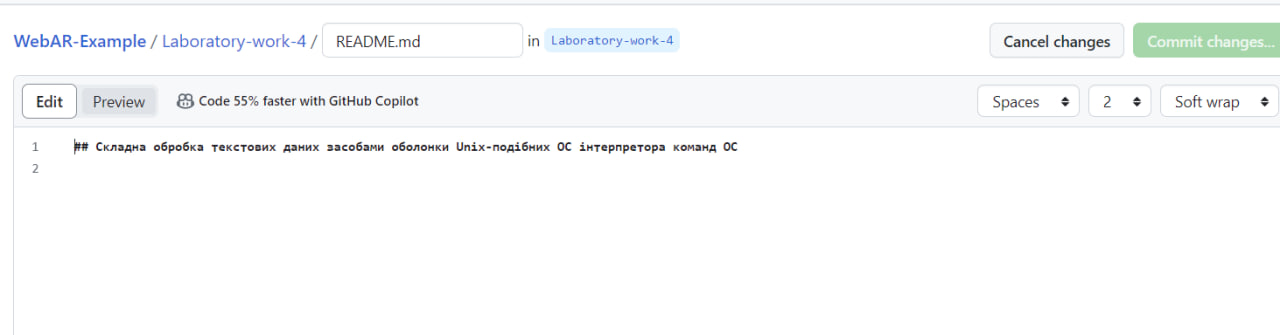 WebAR-Example / Laboratory-work-4 / README.md in Laboratory-work-4 Cancel changes Commit changes...
Edit Preview Code 55% faster with GitHub Copilot Spaces 2 Soft wrap
1 ## Складна обробка текстових даних засобами оболонки Unix-подібних ОС інтерпретора команд ОС
2